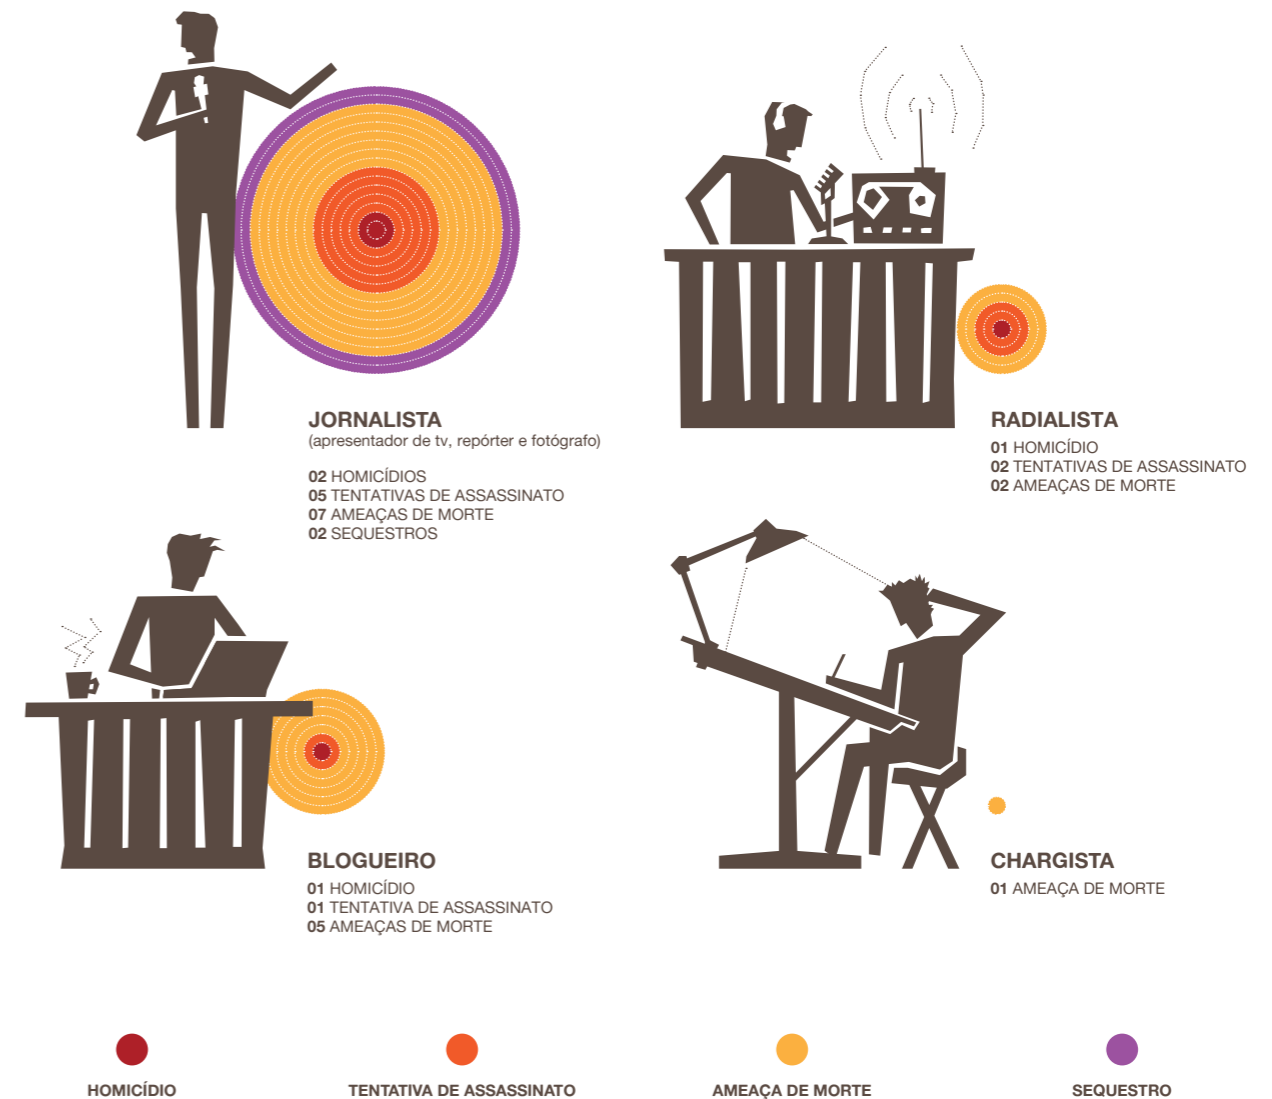 JORNALISTA
(apresentador de tv, repórter e fotógrafo)
02 HOMICÍDIOS
05 TENTATIVAS DE ASSASSINATO
07 AMEAÇAS DE MORTE
02 SEQUESTROS
RADIALISTA
01 HOMICÍDIO
02 TENTATIVAS DE ASSASSINATO
02 AMEAÇAS DE MORTE
BLOGUEIRO
01 HOMICÍDIO
01 TENTATIVA DE ASSASSINATO
05 AMEAÇAS DE MORTE
CHARGISTA
01 AMEAÇA DE MORTE
HOMICÍDIO
TENTATIVA DE ASSASSINATO
AMEAÇA DE MORTE
SEQUESTRO